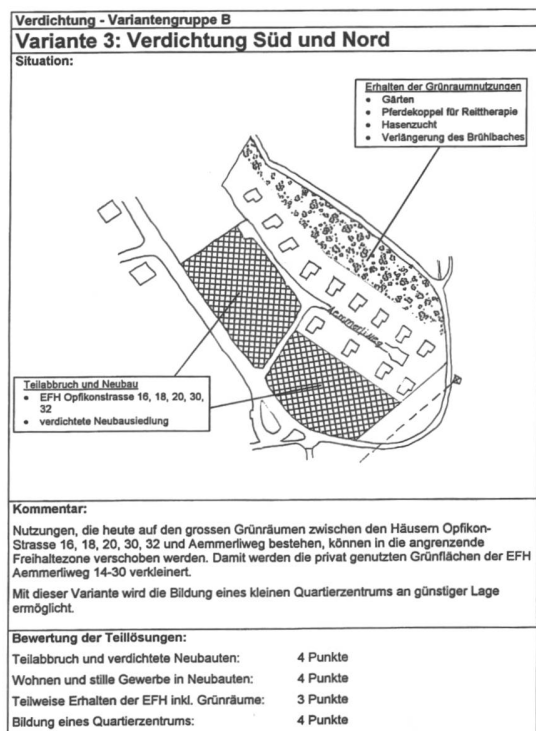 Verdichtung - Variantengruppe B
Variante 3: Verdichtung Süd und Nord
Situation:
Erhalten der Grünraumnutzungen
• Gärten
• Pferdekoppel für Reittherapie
• Hasenzucht
• Verlängerung des Brühlbaches
Aemmerliweg
Teilabbruch und Neubau
• EFH Opfikonstrasse 16, 18, 20, 30,
32
• verdichtete Neubausiedlung
Kommentar:
Nutzungen, die heute auf den grossen Grünräumen zwischen den Häusern Opfikon-
Strasse 16, 18, 20, 30, 32 und Aemmerliweg bestehen, können in die angrenzende
Freihaltezone verschoben werden. Damit werden die privat genutzten Grünflächen der EFH
Aemmerliweg 14-30 verkleinert.
Mit dieser Variante wird die Bildung eines kleinen Quartierzentrums an günstiger Lage
ermöglicht.
Bewertung der Teillösungen:
Teilabbruch und verdichtete Neubauten: 4 Punkte
Wohnen und stille Gewerbe in Neubauten: 4 Punkte
Teilweise Erhalten der EFH inkl. Grünräume: 3 Punkte
Bildung eines Quartierzentrums: 4 Punkte